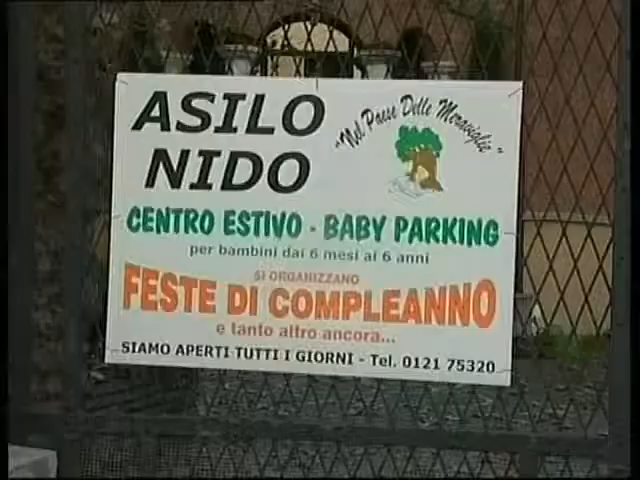 ASILO
NIDO
"Nel Paese Delle Meraviglie"
CENTRO ESTIVO - BABY PARKING
per bambini dai 6 mesi ai 6 anni
SI ORGANIZZANO
FESTE DI COMPLEANNO
e tanto altro ancora...
SIAMO APERTI TUTTI I GIORNI - Tel. 0121 75320